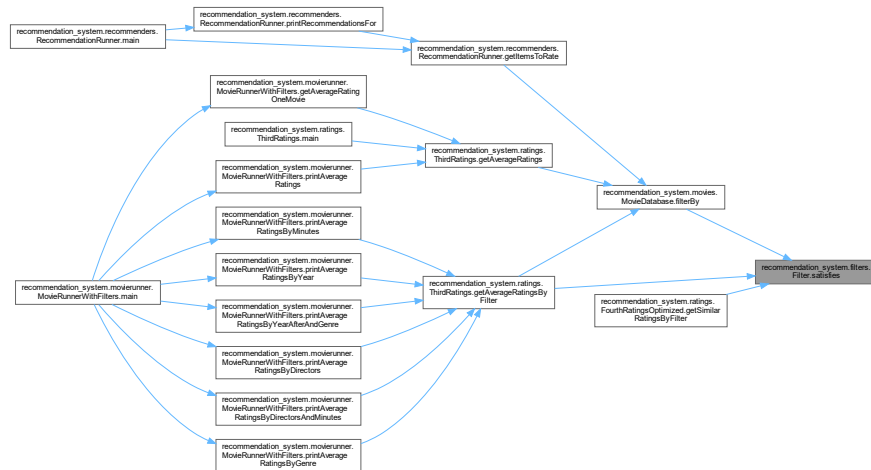 recommendation_system.recommenders.
RecommendationRunner.main
recommendation_system.recommenders.
RecommendationRunner.printRecommendationsFor
recommendation_system.recommenders.
RecommendationRunner.getItemsToRate
recommendation_system.movierunner.
MovieRunnerWithFilters.getAverageRating
OneMovie
recommendation_system.ratings.
ThirdRatings.main
recommendation_system.ratings.
ThirdRatings.getAverageRatings
recommendation_system.movierunner.
MovieRunnerWithFilters.printAverage
Ratings
recommendation_system.movies.
MovieDatabase.filterBy
recommendation_system.movierunner.
MovieRunnerWithFilters.printAverage
RatingsByMinutes
recommendation_system.filters.
Filter.satisfies
recommendation_system.movierunner.
MovieRunnerWithFilters.printAverage
RatingsByYear
recommendation_system.movierunner.
MovieRunnerWithFilters.main
recommendation_system.ratings.
ThirdRatings.getAverageRatingsBy
Filter
recommendation_system.ratings.
FourthRatingsOptimized.getSimilar
RatingsByFilter
recommendation_system.movierunner.
MovieRunnerWithFilters.printAverage
RatingsByYearAfterAndGenre
recommendation_system.movierunner.
MovieRunnerWithFilters.printAverage
RatingsByDirectors
recommendation_system.movierunner.
MovieRunnerWithFilters.printAverage
RatingsByDirectorsAndMinutes
recommendation_system.movierunner.
MovieRunnerWithFilters.printAverage
RatingsByGenre